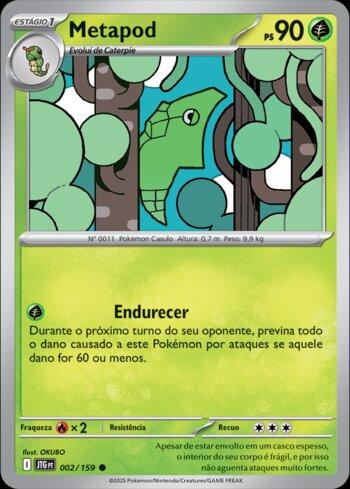 ESTÁGIO 1
Metapod
PS 90
Evolui de Caterpie
Nº 0011 Pokémon Casulo Altura: 0,7 m Peso: 9,9 kg
Endurecer
Durante o próximo turno do seu oponente, previna todo
o dano causado a este Pokémon por ataques se aquele
dano for 60 ou menos.
Fraqueza × 2 Resistência Recuo
Ilust. OKUBO
I JTG PT 002/159
Apesar de estar envolto em um casco espesso,
o interior do seu corpo é frágil, e por isso
não aguenta ataques muito fortes.
©2025 Pokémon/Nintendo/Creatures/GAME FREAK